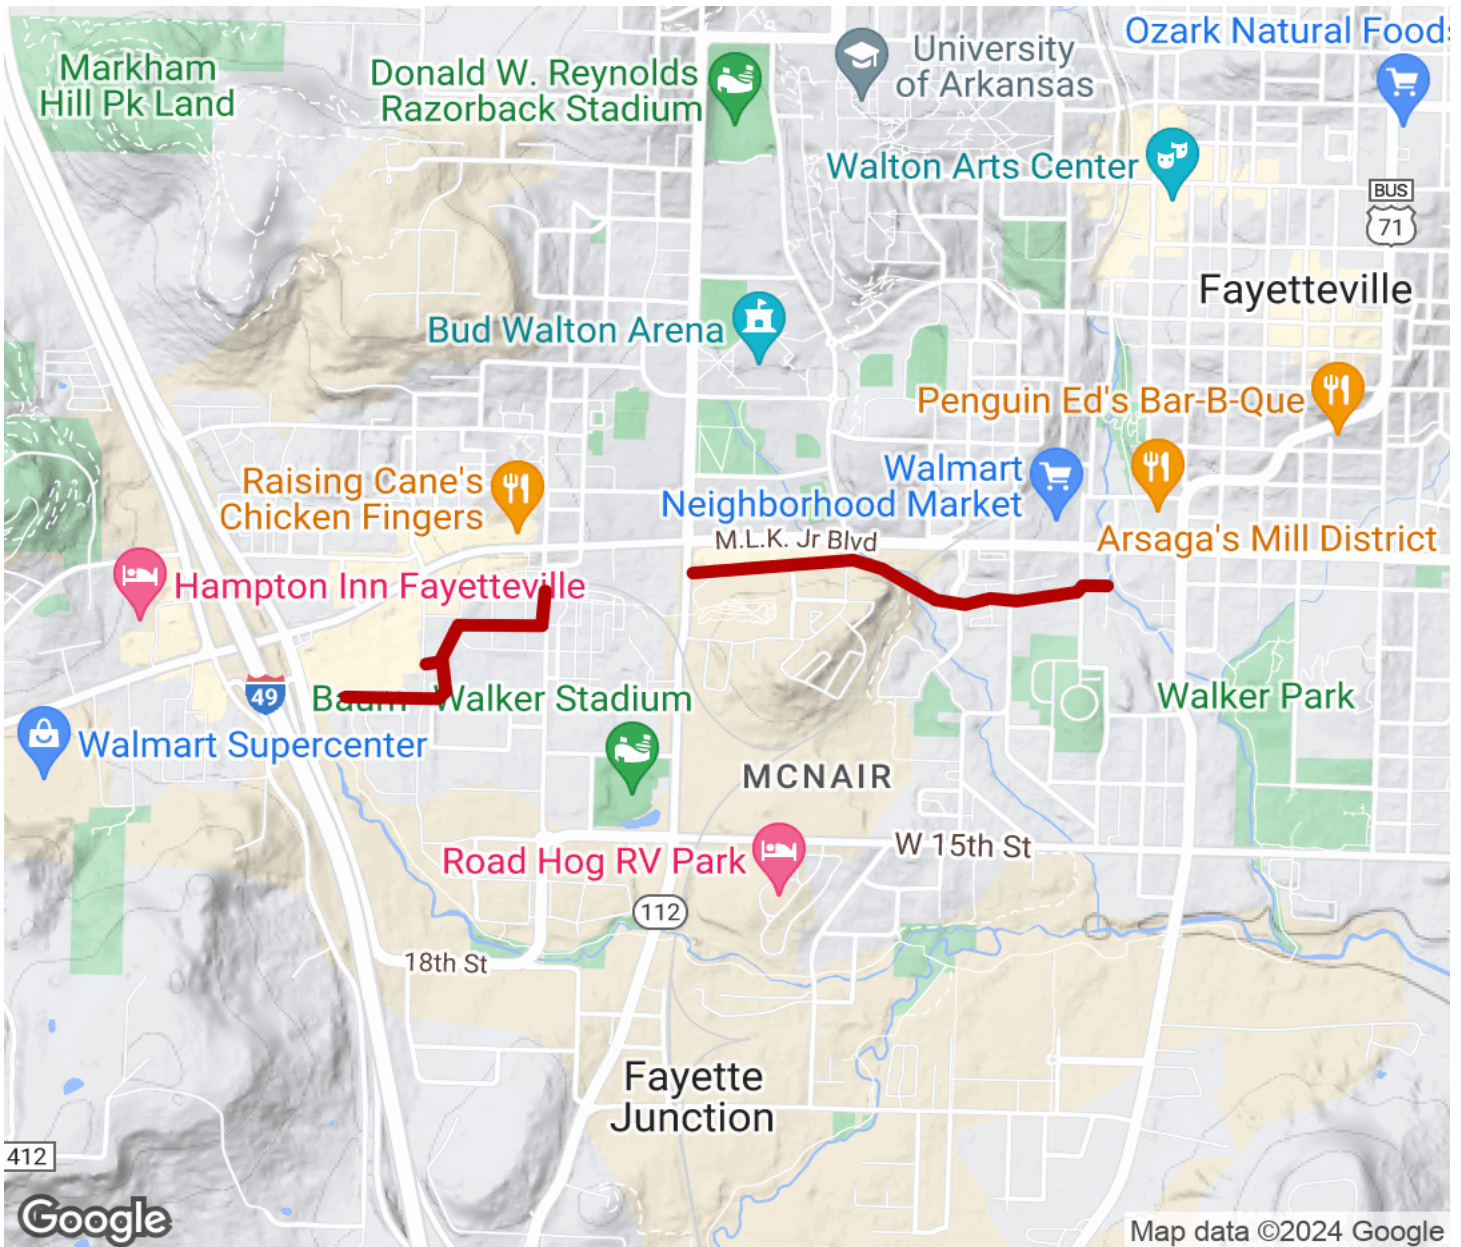 Ozark Natural Foods
Markham
Hill Pk Land
Donald W. Reynolds
Razorback Stadium
University
of Arkansas
Walton Arts Center
BUS
71
Fayetteville
Bud Walton Arena
Penguin Ed's Bar-B-Que
Raising Cane's
Chicken Fingers
Walmart
Neighborhood Market
M.L.K. Jr Blvd
Arsaga's Mill District
Hampton Inn Fayetteville
49
Baum-Walker Stadium
Walker Park
Walmart Supercenter
MCNAIR
W 15th St
Road Hog RV Park
112
18th St
Fayette
Junction
412
Google
Map data ©2024 Google